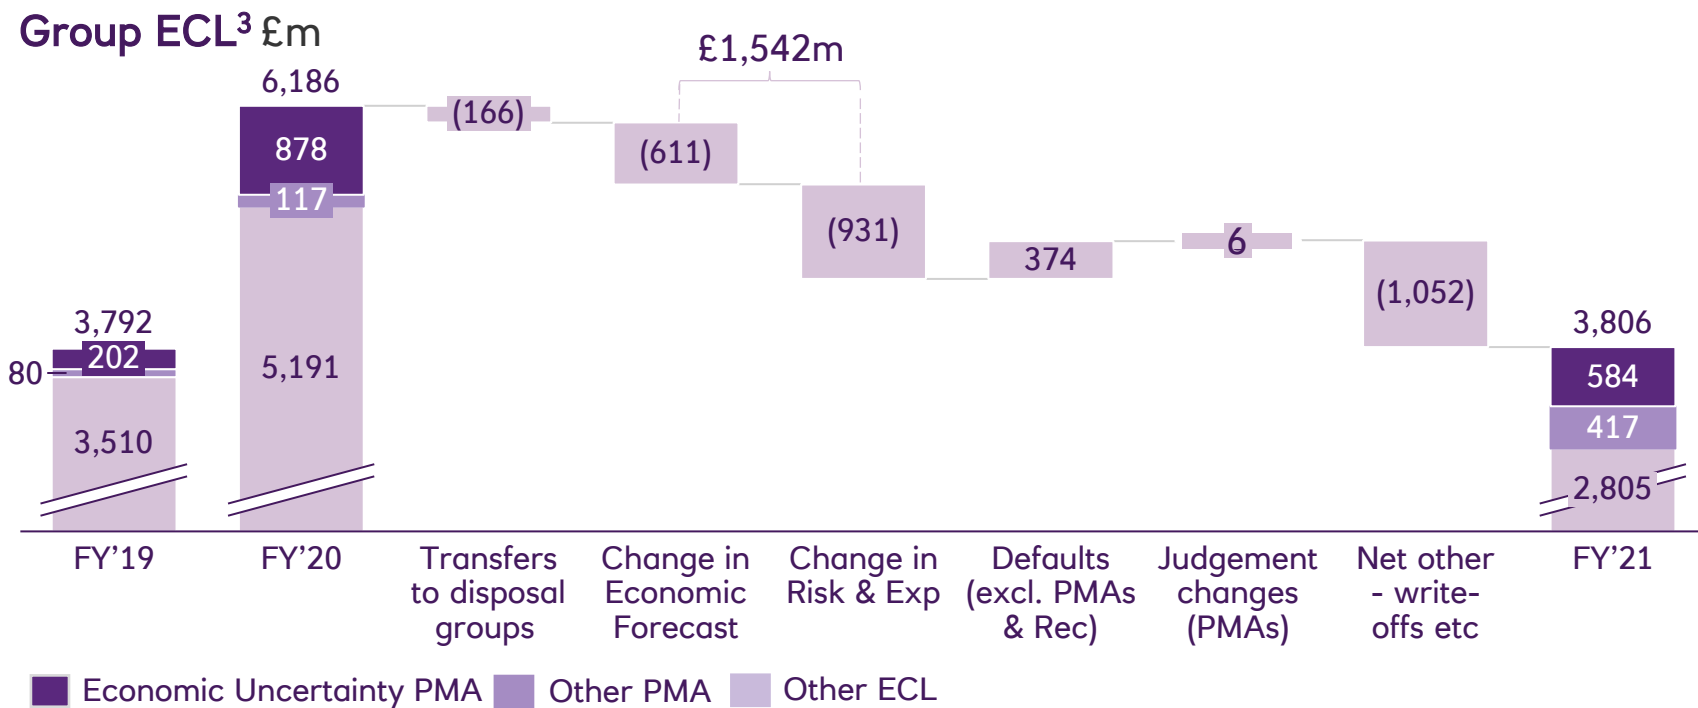 Group ECL³ £m
£1,542m
6,186
878
117
5,191
(166)
(611)
(931)
374
6
(1,052)
3,792
202
80
3,510
3,806
584
417
2,805
FY’19
FY’20
Transfers
to disposal
groups
Change in
Economic
Forecast
Change in
Risk & Exp
Defaults
(excl. PMAs
& Rec)
Judgement
changes
(PMAs)
Net other
- write-
offs etc
FY’21
Economic Uncertainty PMA
Other PMA
Other ECL